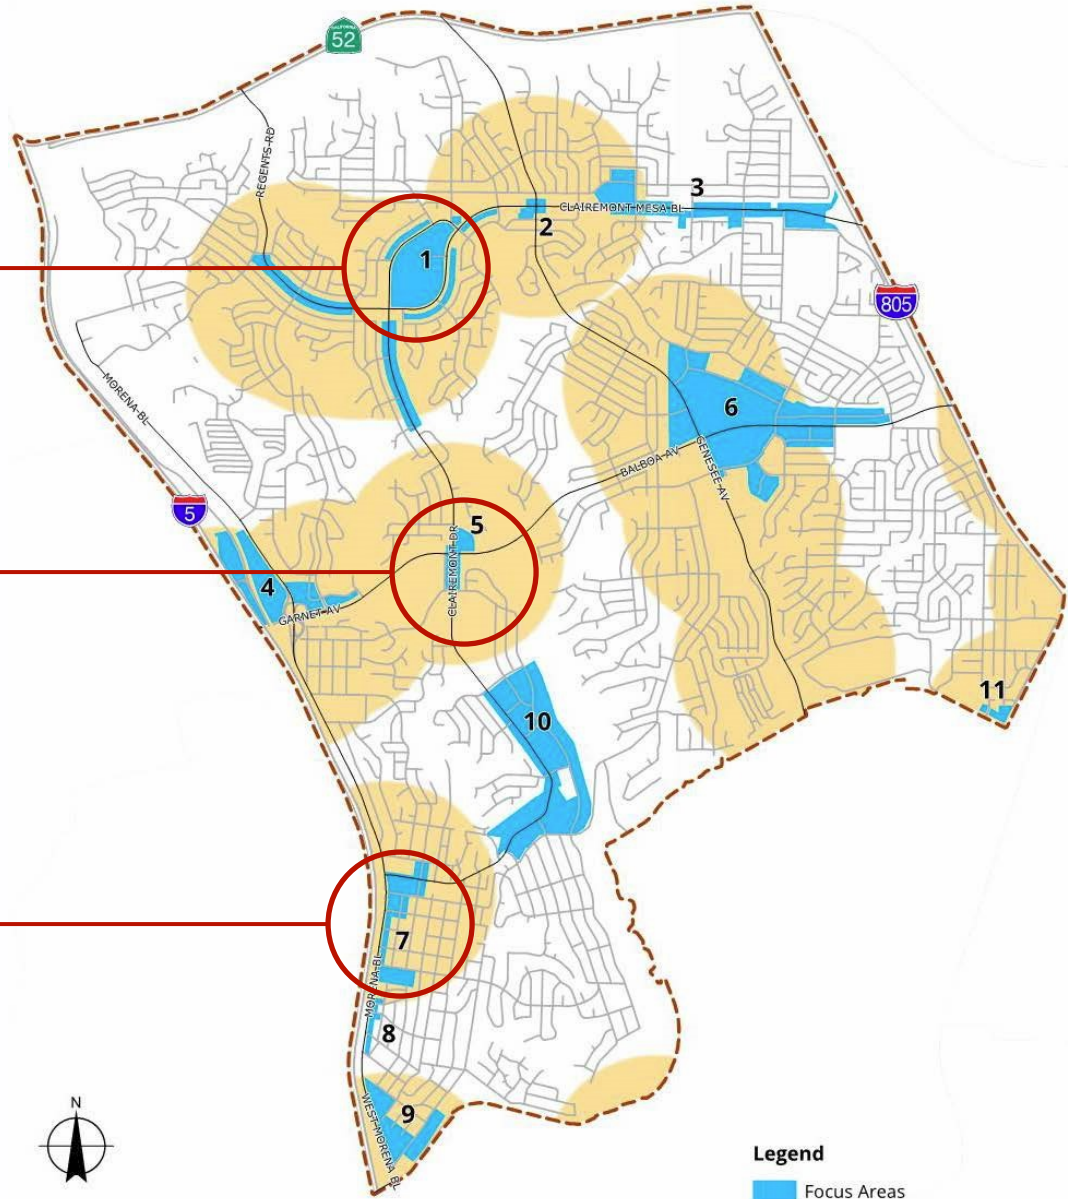 CALIFORNIA
52
REGENTS RD
3
CLAIREMONT MESA BL
2
1
805
MORENA BL
6
BALBOA AV
GENESEE AV
5
5
CLAIREMONT DR
4
GARNET AV
11
10
7
MORENA BL
8
9
WEST MORENA BL
N
Legend
Focus Areas